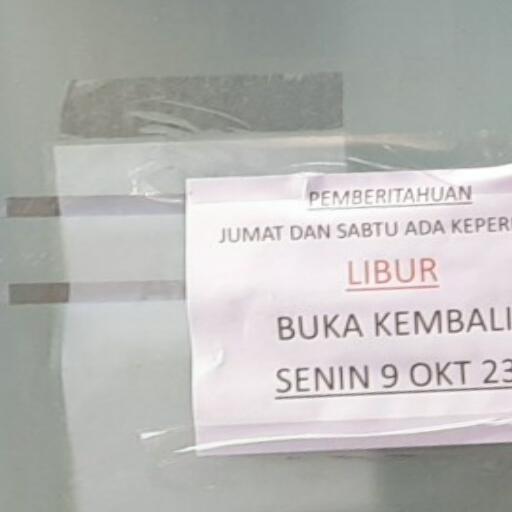 PEMBERITAHUAN
JUMAT DAN SABTU ADA
LIBUR
BUKA KEMBALI
SENIN 9 OKT 23